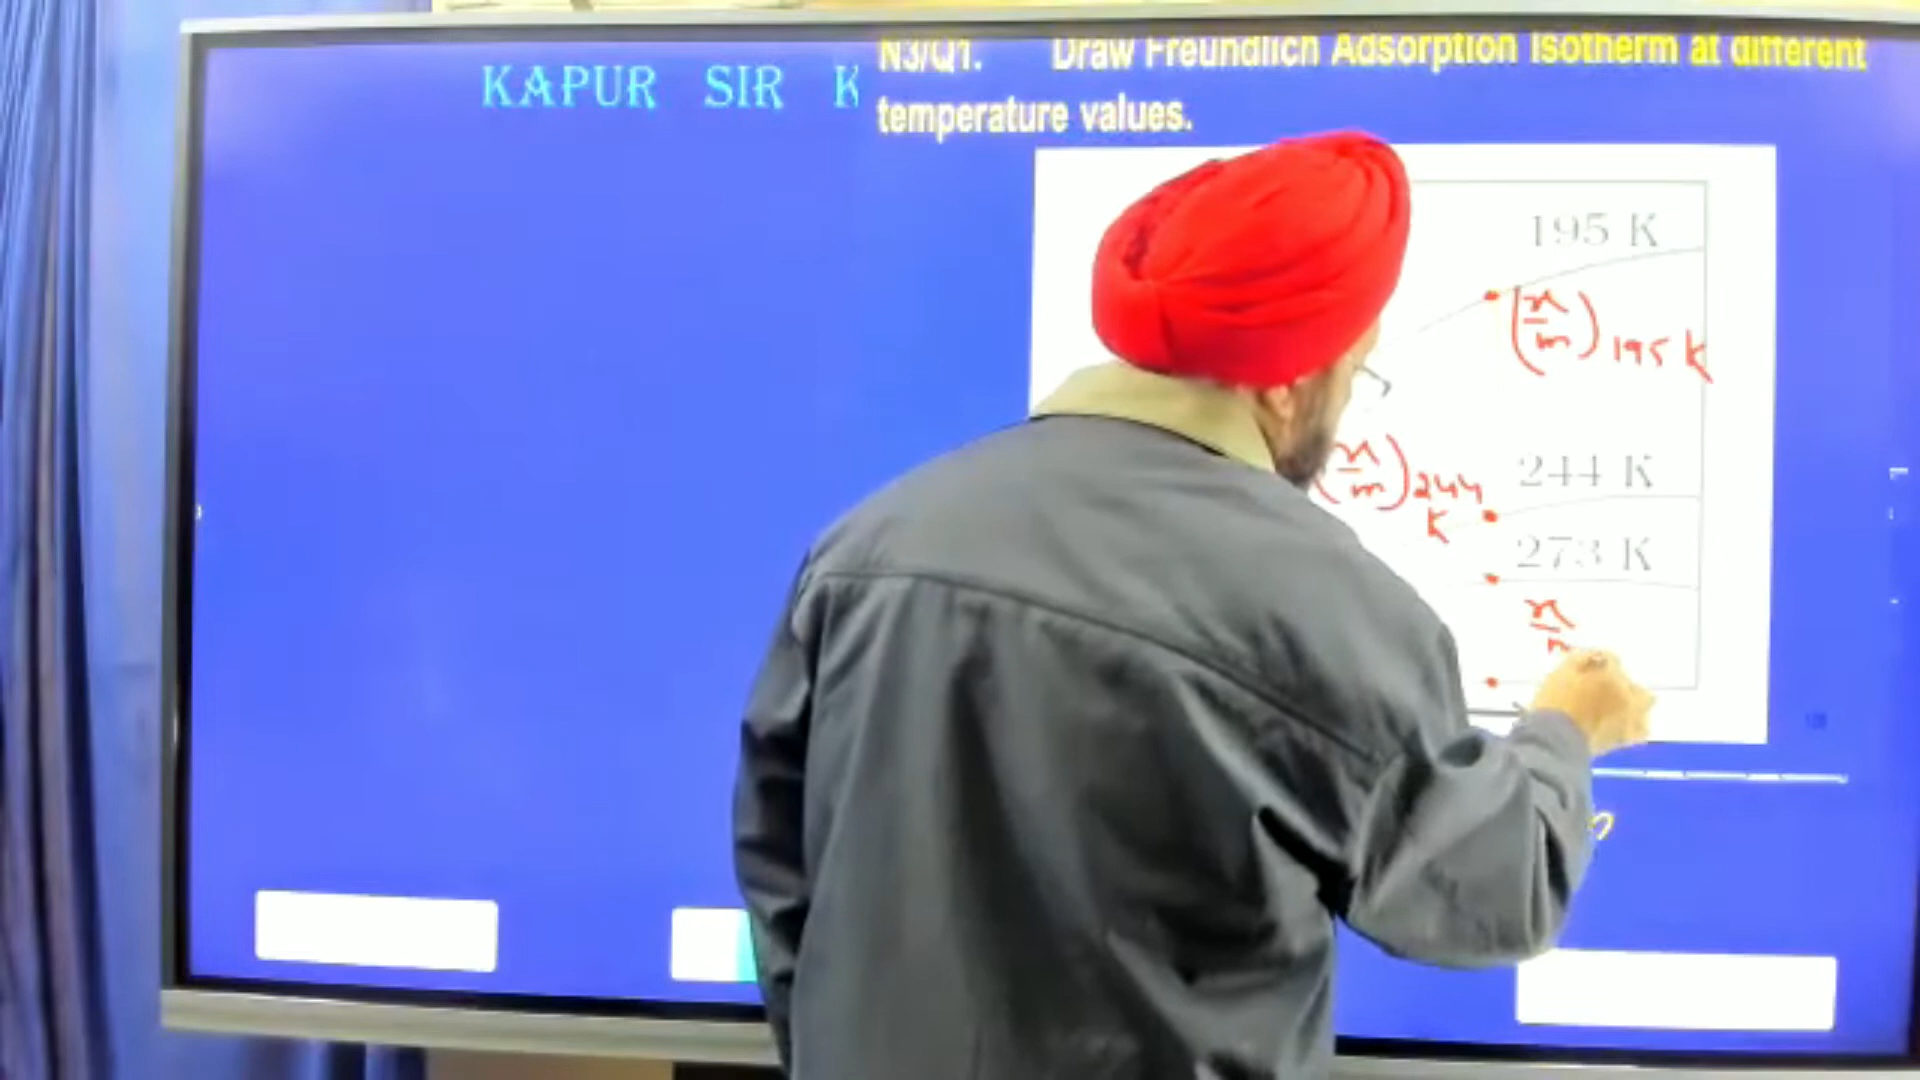 KAPUR SIR K
N3/Q1. Draw Freundlich Adsorption Isotherm at different
temperature values.
195 K
(x/m) 195 K
(x/m) 244 K
244 K
273 K
x